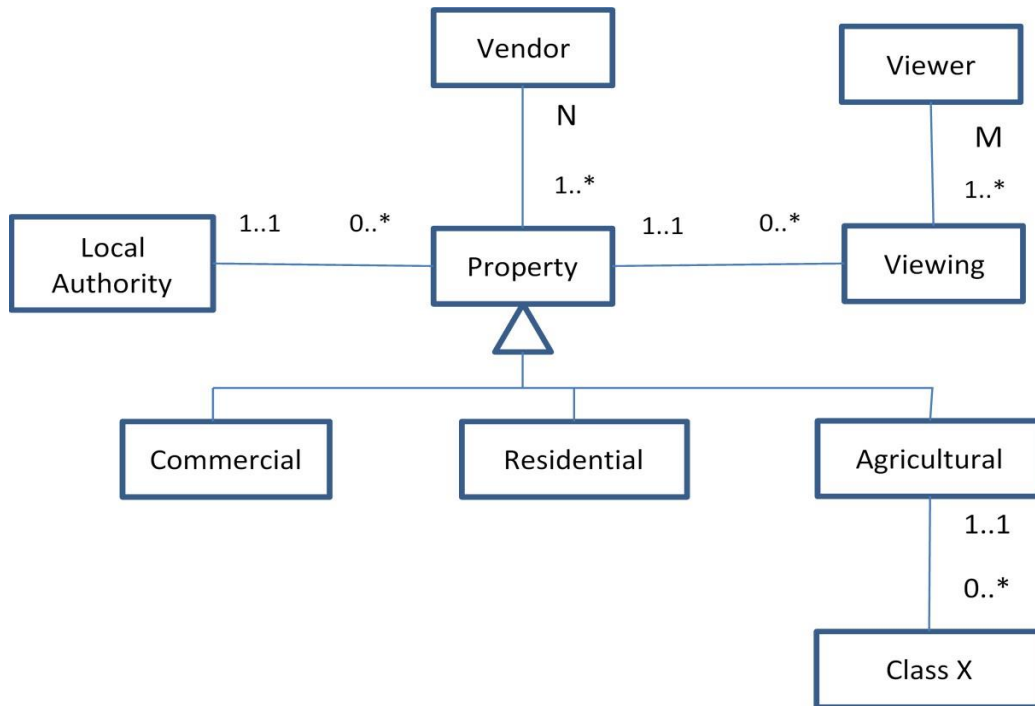 Vendor
Viewer
N
M
1..*
1..*
1..1
0..*
1..1
0..*
Local
Authority
Property
Viewing
Commercial
Residential
Agricultural
1..1
0..*
Class X